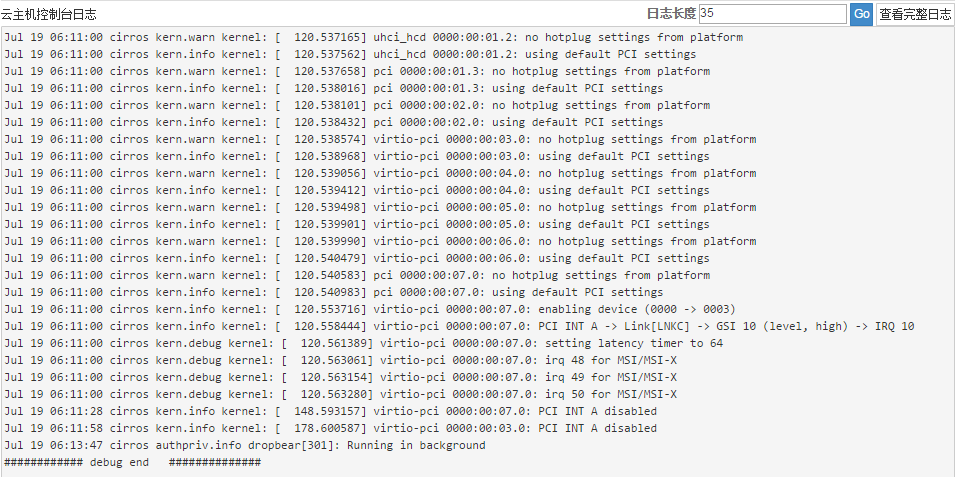 云主机控制台日志 日志长度 35 Go 查看完整日志
Jul 19 06:11:00 cirros kern.warn kernel: [  120.537165] uhci_hcd 0000:00:01.2: no hotplug settings from platform
Jul 19 06:11:00 cirros kern.info kernel: [  120.537562] uhci_hcd 0000:00:01.2: using default PCI settings
Jul 19 06:11:00 cirros kern.warn kernel: [  120.537658] pci 0000:00:01.3: no hotplug settings from platform
Jul 19 06:11:00 cirros kern.info kernel: [  120.538016] pci 0000:00:01.3: using default PCI settings
Jul 19 06:11:00 cirros kern.warn kernel: [  120.538101] pci 0000:00:02.0: no hotplug settings from platform
Jul 19 06:11:00 cirros kern.info kernel: [  120.538432] pci 0000:00:02.0: using default PCI settings
Jul 19 06:11:00 cirros kern.warn kernel: [  120.538574] virtio-pci 0000:00:03.0: no hotplug settings from platform
Jul 19 06:11:00 cirros kern.info kernel: [  120.538968] virtio-pci 0000:00:03.0: using default PCI settings
Jul 19 06:11:00 cirros kern.warn kernel: [  120.539056] virtio-pci 0000:00:04.0: no hotplug settings from platform
Jul 19 06:11:00 cirros kern.info kernel: [  120.539412] virtio-pci 0000:00:04.0: using default PCI settings
Jul 19 06:11:00 cirros kern.warn kernel: [  120.539498] virtio-pci 0000:00:05.0: no hotplug settings from platform
Jul 19 06:11:00 cirros kern.info kernel: [  120.539901] virtio-pci 0000:00:05.0: using default PCI settings
Jul 19 06:11:00 cirros kern.warn kernel: [  120.539990] virtio-pci 0000:00:06.0: no hotplug settings from platform
Jul 19 06:11:00 cirros kern.info kernel: [  120.540479] virtio-pci 0000:00:06.0: using default PCI settings
Jul 19 06:11:00 cirros kern.warn kernel: [  120.540583] pci 0000:00:07.0: no hotplug settings from platform
Jul 19 06:11:00 cirros kern.info kernel: [  120.540983] pci 0000:00:07.0: using default PCI settings
Jul 19 06:11:00 cirros kern.info kernel: [  120.553716] virtio-pci 0000:00:07.0: enabling device (0000 -> 0003)
Jul 19 06:11:00 cirros kern.info kernel: [  120.558444] virtio-pci 0000:00:07.0: PCI INT A -> Link[LNKC] -> GSI 10 (level, high) -> IRQ 10
Jul 19 06:11:00 cirros kern.debug kernel: [  120.561389] virtio-pci 0000:00:07.0: setting latency timer to 64
Jul 19 06:11:00 cirros kern.debug kernel: [  120.563061] virtio-pci 0000:00:07.0: irq 48 for MSI/MSI-X
Jul 19 06:11:00 cirros kern.debug kernel: [  120.563154] virtio-pci 0000:00:07.0: irq 49 for MSI/MSI-X
Jul 19 06:11:00 cirros kern.debug kernel: [  120.563280] virtio-pci 0000:00:07.0: irq 50 for MSI/MSI-X
Jul 19 06:11:28 cirros kern.info kernel: [  148.593157] virtio-pci 0000:00:07.0: PCI INT A disabled
Jul 19 06:11:58 cirros kern.info kernel: [  178.600587] virtio-pci 0000:00:03.0: PCI INT A disabled
Jul 19 06:13:47 cirros authpriv.info dropbear[301]: Running in background
############ debug end   ##############